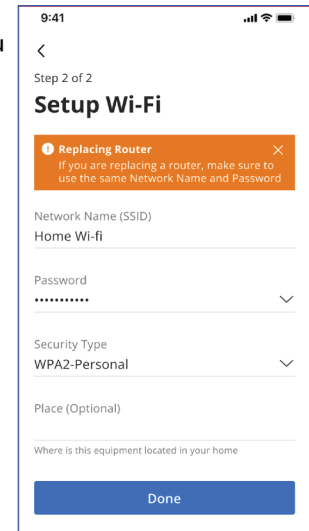 9:41
u
Step 2 of 2
Setup Wi-Fi
Replacing Router
If you are replacing a router, make sure to
use the same Network Name and Password
Network Name (SSID)
Home Wi-fi
Password
•••••••••••
Security Type
WPA2-Personal
Place (Optional)
Where is this equipment located in your home
Done